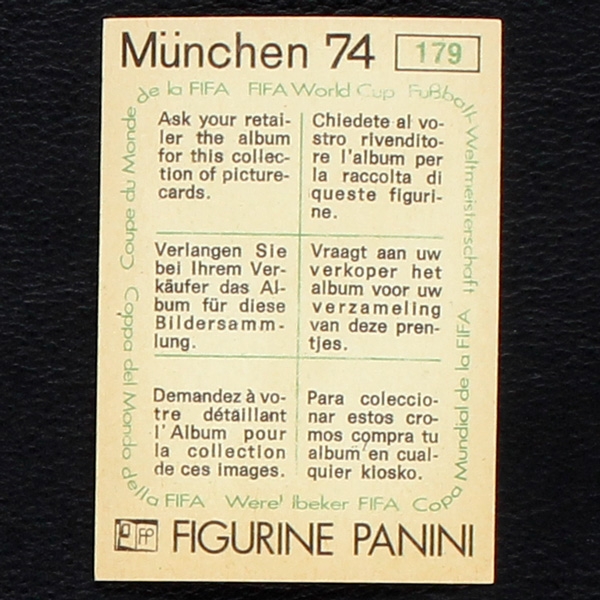 München 74 179
de la FIFA FIFA World Cup Fußball-Weltmeisterschaft
Ask your retai-
ler the album
for this collec-
tion of picture-
cards.
Chiedete al vo-
stro rivendito-
re l'album per
la raccolta di
queste figuri-
ne.
Verlangen Sie
bei Ihrem Ver-
käufer das Al-
bum für diese
Bildersamm-
lung.
Vraagt aan uw
verkoper het
album voor uw
verzameling
van deze pren-
tjes.
Demandez à vo-
tre détaillant
l'Album pour
la collection
de ces images.
Para coleccio-
nar estos cro-
mos compra tu
album en cual-
quier kiosko.
Coupe du Monde
Coppa del Mondo
della FIFA Were' lbeker FIFA Copa Mundial de la FIFA
FP FIGURINE PANINI